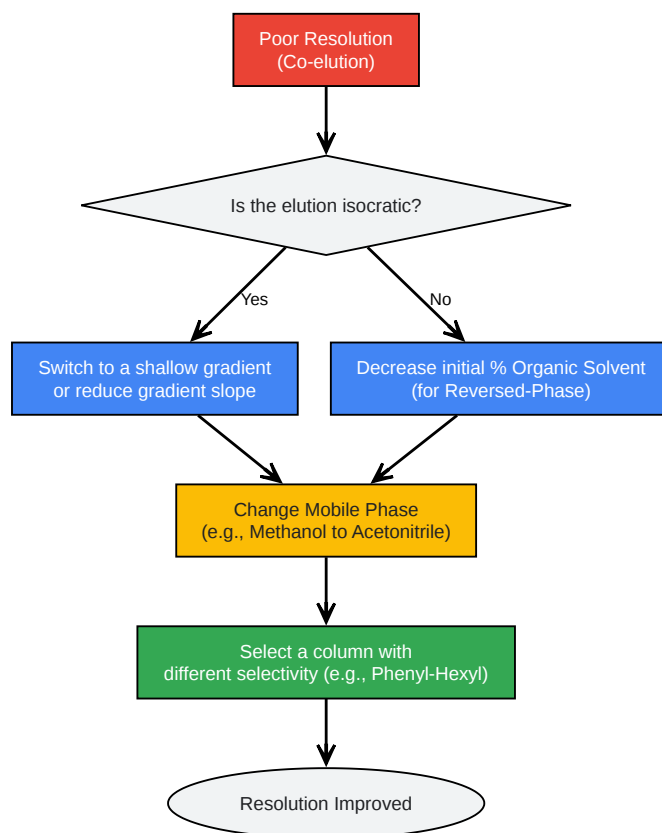 Poor Resolution
(Co-elution)
Is the elution isocratic?
Yes
No
Switch to a shallow gradient
or reduce gradient slope
Decrease initial % Organic Solvent
(for Reversed-Phase)
Change Mobile Phase
(e.g., Methanol to Acetonitrile)
Select a column with
different selectivity (e.g., Phenyl-Hexyl)
Resolution Improved